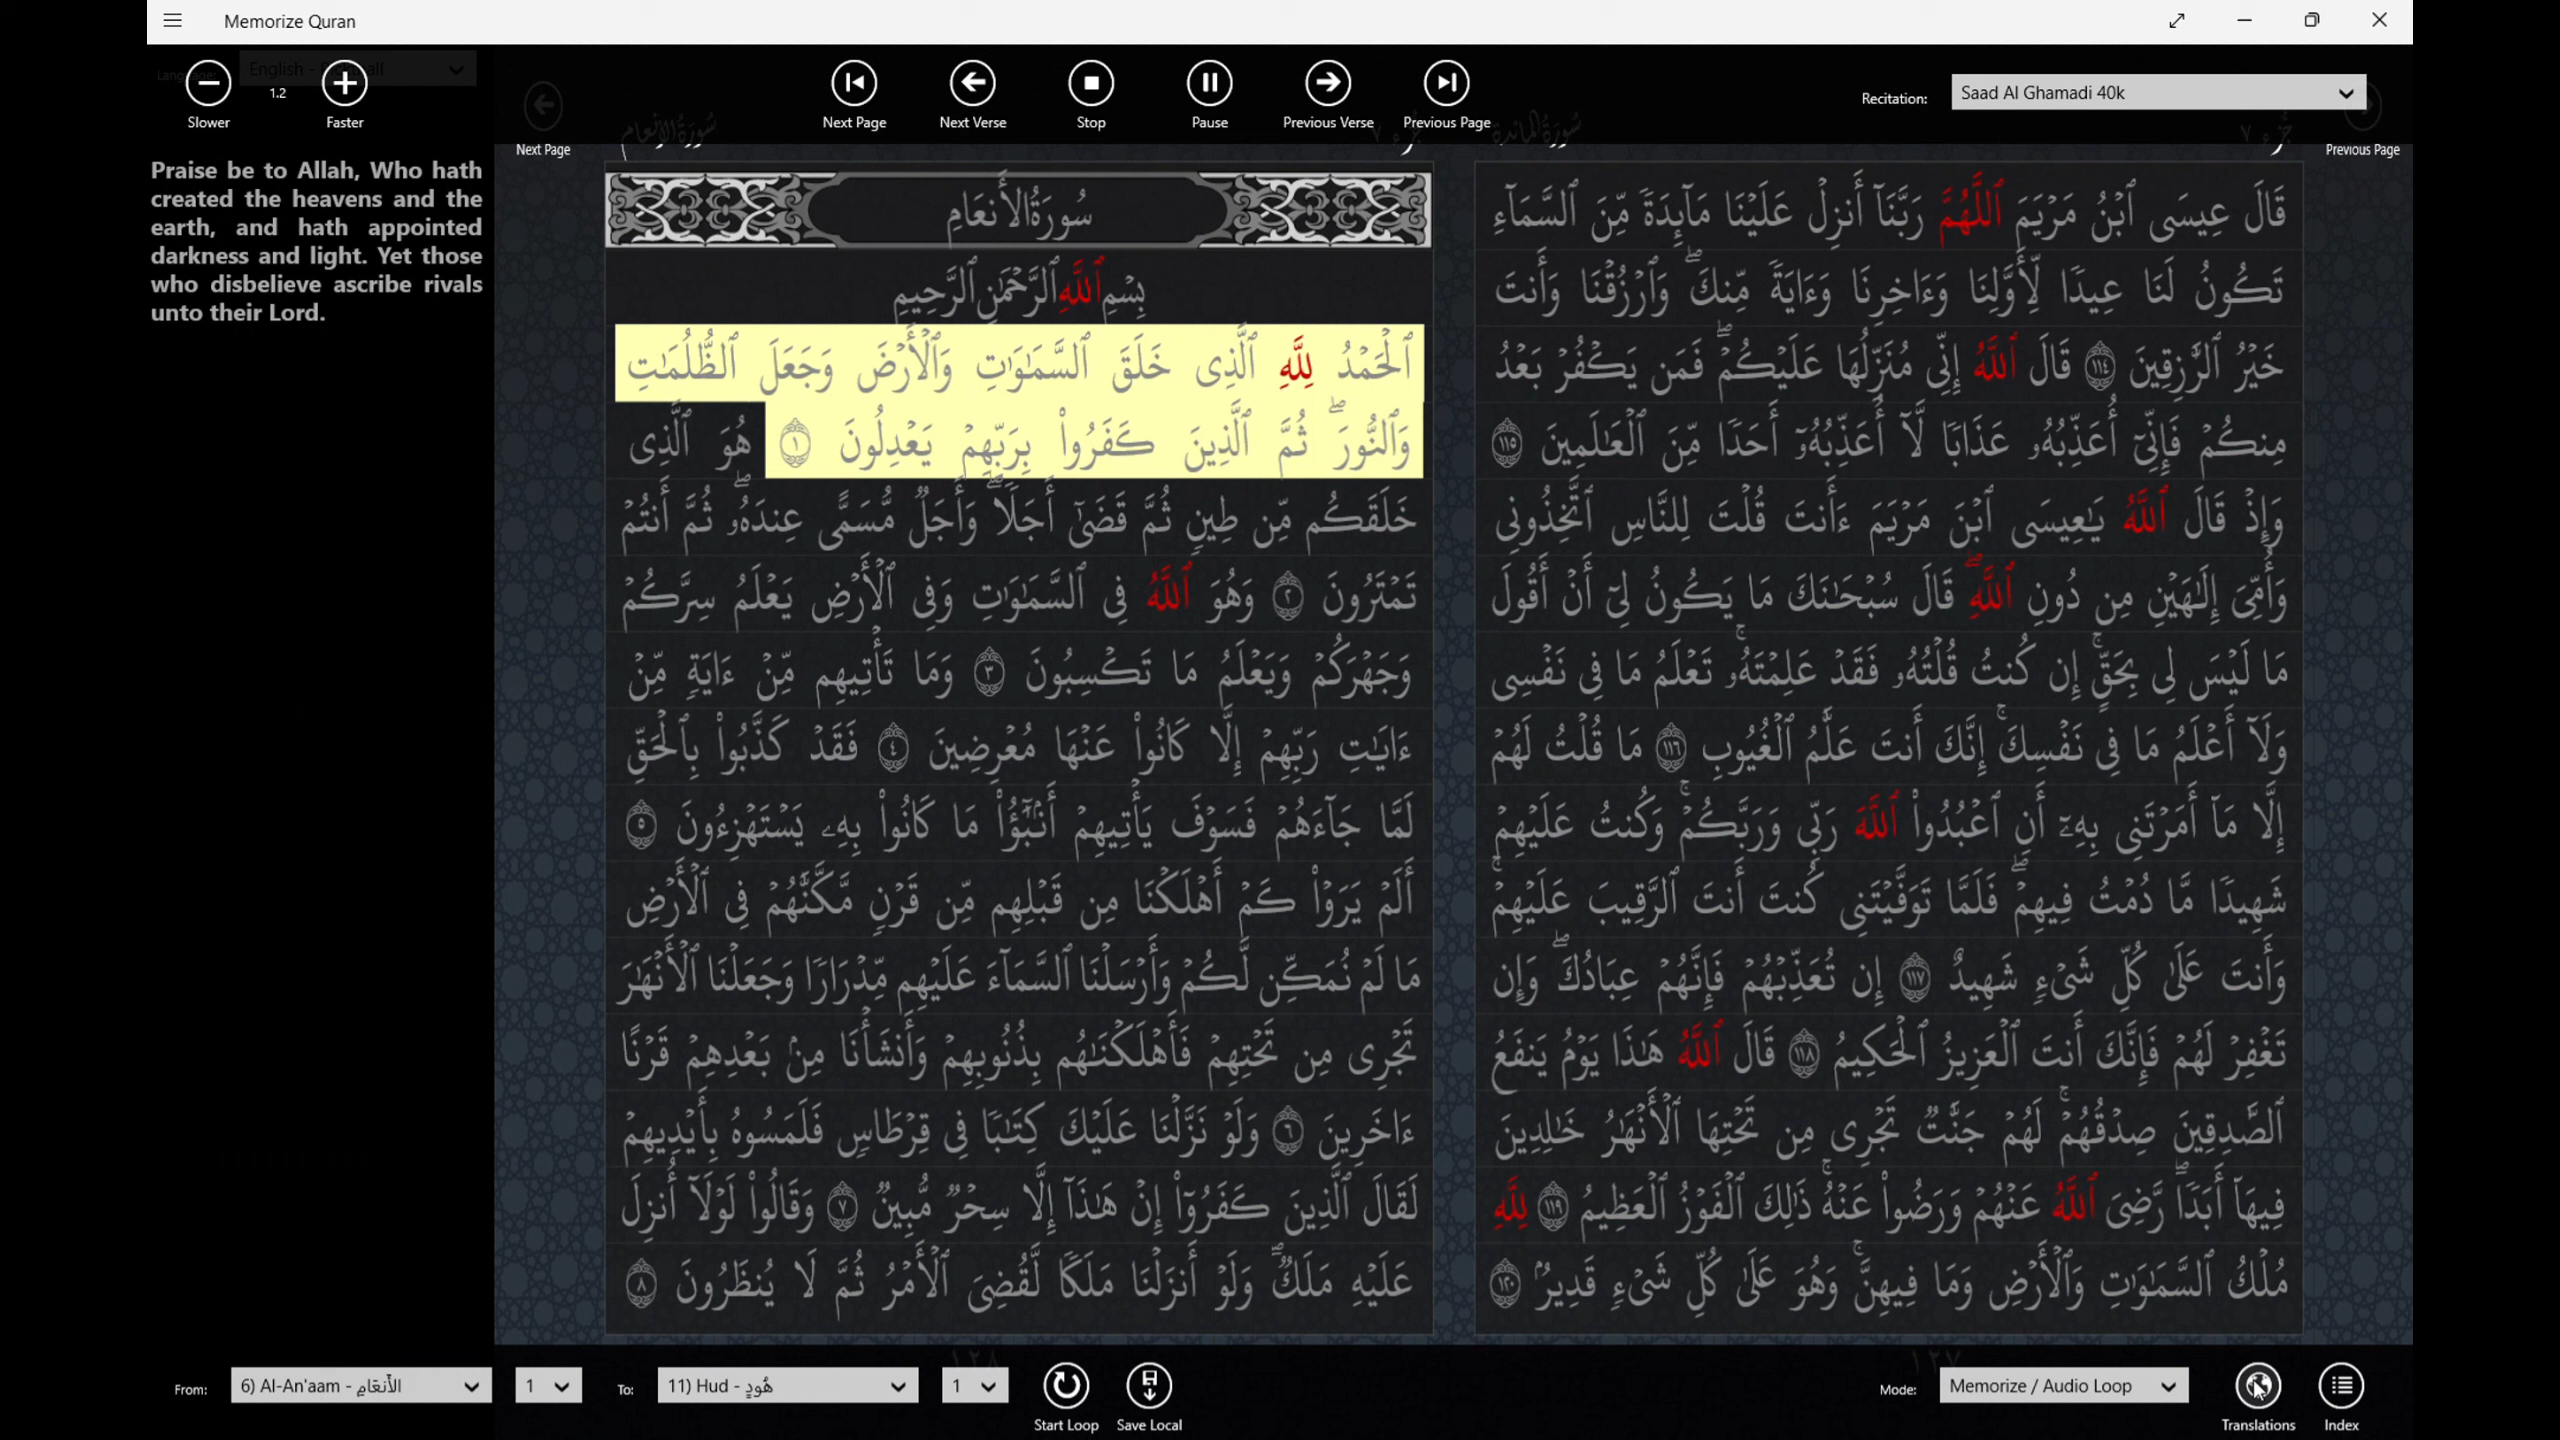 Memorize Quran
Slower
1.2
Faster
Next Page
Next Verse
Stop
Pause
Previous Verse
Previous Page
Recitation:
Saad Al Ghamadi 40k
Next Page
Previous Page
Praise be to Allah, Who hath
created the heavens and the
earth, and hath appointed
darkness and light. Yet those
who disbelieve ascribe rivals
unto their Lord.
قَالَ عِيسَى ٱبۡنُ مَرۡيَمَ ٱللَّهُمَّ رَبَّنَآ أَنزِلۡ عَلَيۡنَا مَآئِدَةٗ مِّنَ ٱلسَّمَآءِ
تَكُونُ لَنَا عِيدٗا لِّأَوَّلِنَا وَءَاخِرِنَا وَءَايَةٗ مِّنكَۖ وَٱرۡزُقۡنَا وَأَنتَ
خَيۡرُ ٱلرَّٰزِقِينَ ١١٤ قَالَ ٱللَّهُ إِنِّي مُنَزِّلُهَا عَلَيۡكُمۡۖ فَمَن يَكۡفُرۡ بَعۡدُ
مِنكُمۡ فَإِنِّيٓ أُعَذِّبُهُۥ عَذَابٗا لَّآ أُعَذِّبُهُۥٓ أَحَدٗا مِّنَ ٱلۡعَٰلَمِينَ ١١٥
وَإِذۡ قَالَ ٱللَّهُ يَٰعِيسَى ٱبۡنَ مَرۡيَمَ ءَأَنتَ قُلۡتَ لِلنَّاسِ ٱتَّخِذُونِي
وَأُمِّيَ إِلَٰهَيۡنِ مِن دُونِ ٱللَّهِۖ قَالَ سُبۡحَٰنَكَ مَا يَكُونُ لِيٓ أَنۡ أَقُولَ
مَا لَيۡسَ لِي بِحَقٍّۚ إِن كُنتُ قُلۡتُهُۥ فَقَدۡ عَلِمۡتَهُۥۚ تَعۡلَمُ مَا فِي نَفۡسِي
وَلَآ أَعۡلَمُ مَا فِي نَفۡسِكَۚ إِنَّكَ أَنتَ عَلَّٰمُ ٱلۡغُيُوبِ ١١٦ مَا قُلۡتُ لَهُمۡ
إِلَّا مَآ أَمَرۡتَنِي بِهِۦٓ أَنِ ٱعۡبُدُواْ ٱللَّهَ رَبِّي وَرَبَّكُمۡۚ وَكُنتُ عَلَيۡهِمۡ
شَهِيدٗا مَّا دُمۡتُ فِيهِمۡۖ فَلَمَّا تَوَفَّيۡتَنِي كُنتَ أَنتَ ٱلرَّقِيبَ عَلَيۡهِمۡۚ
وَأَنتَ عَلَىٰ كُلِّ شَيۡءٖ شَهِيدٌ ١١٧ إِن تُعَذِّبۡهُمۡ فَإِنَّهُمۡ عِبَادُكَۖ وَإِن
تَغۡفِرۡ لَهُمۡ فَإِنَّكَ أَنتَ ٱلۡعَزِيزُ ٱلۡحَكِيمُ ١١٨ قَالَ ٱللَّهُ هَٰذَا يَوۡمُ يَنفَعُ
ٱلصَّٰدِقِينَ صِدۡقُهُمۡۚ لَهُمۡ جَنَّٰتٞ تَجۡرِي مِن تَحۡتِهَا ٱلۡأَنۡهَٰرُ خَٰلِدِينَ
فِيهَآ أَبَدٗاۖ رَّضِيَ ٱللَّهُ عَنۡهُمۡ وَرَضُواْ عَنۡهُۚ ذَٰلِكَ ٱلۡفَوۡزُ ٱلۡعَظِيمُ ١١٩ لِلَّهِ
مُلۡكُ ٱلسَّمَٰوَٰتِ وَٱلۡأَرۡضِ وَمَا فِيهِنَّۚ وَهُوَ عَلَىٰ كُلِّ شَيۡءٖ قَدِيرُۢ ١٢٠
سُورَةُ الأَنعَامِ
بِسۡمِ ٱللَّهِ ٱلرَّحۡمَٰنِ ٱلرَّحِيمِ
ٱلۡحَمۡدُ لِلَّهِ ٱلَّذِي خَلَقَ ٱلسَّمَٰوَٰتِ وَٱلۡأَرۡضَ وَجَعَلَ ٱلظُّلُمَٰتِ
وَٱلنُّورَۖ ثُمَّ ٱلَّذِينَ كَفَرُواْ بِرَبِّهِمۡ يَعۡدِلُونَ ١ هُوَ ٱلَّذِي
خَلَقَكُم مِّن طِينٖ ثُمَّ قَضَىٰٓ أَجَلٗاۖ وَأَجَلٞ مُّسَمًّى عِندَهُۥۖ ثُمَّ أَنتُمۡ
تَمۡتَرُونَ ٢ وَهُوَ ٱللَّهُ فِي ٱلسَّمَٰوَٰتِ وَفِي ٱلۡأَرۡضِ يَعۡلَمُ سِرَّكُمۡ
وَجَهۡرَكُمۡ وَيَعۡلَمُ مَا تَكۡسِبُونَ ٣ وَمَا تَأۡتِيهِم مِّنۡ ءَايَةٖ مِّنۡ
ءَايَٰتِ رَبِّهِمۡ إِلَّا كَانُواْ عَنۡهَا مُعۡرِضِينَ ٤ فَقَدۡ كَذَّبُواْ بِٱلۡحَقِّ
لَمَّا جَآءَهُمۡ فَسَوۡفَ يَأۡتِيهِمۡ أَنۢبَٰٓؤُاْ مَا كَانُواْ بِهِۦ يَسۡتَهۡزِءُونَ ٥
أَلَمۡ يَرَوۡاْ كَمۡ أَهۡلَكۡنَا مِن قَبۡلِهِم مِّن قَرۡنٖ مَّكَّنَّٰهُمۡ فِي ٱلۡأَرۡضِ
مَا لَمۡ نُمَكِّن لَّكُمۡ وَأَرۡسَلۡنَا ٱلسَّمَآءَ عَلَيۡهِم مِّدۡرَارٗا وَجَعَلۡنَا ٱلۡأَنۡهَٰرَ
تَجۡرِي مِن تَحۡتِهِمۡ فَأَهۡلَكۡنَٰهُم بِذُنُوبِهِمۡ وَأَنشَأۡنَا مِنۢ بَعۡدِهِمۡ قَرۡنًا
ءَاخَرِينَ ٦ وَلَوۡ نَزَّلۡنَا عَلَيۡكَ كِتَٰبٗا فِي قِرۡطَاسٖ فَلَمَسُوهُ بِأَيۡدِيهِمۡ
لَقَالَ ٱلَّذِينَ كَفَرُوٓاْ إِنۡ هَٰذَآ إِلَّا سِحۡرٞ مُّبِينٞ ٧ وَقَالُواْ لَوۡلَآ أُنزِلَ
عَلَيۡهِ مَلَكٞۖ وَلَوۡ أَنزَلۡنَا مَلَكٗا لَّقُضِيَ ٱلۡأَمۡرُ ثُمَّ لَا يُنظَرُونَ ٨
From:
6) Al-An'aam - الأنعَامِ
1
To:
11) Hud - هُودٍ
1
Start Loop
Save Local
Mode:
Memorize / Audio Loop
Translations
Index